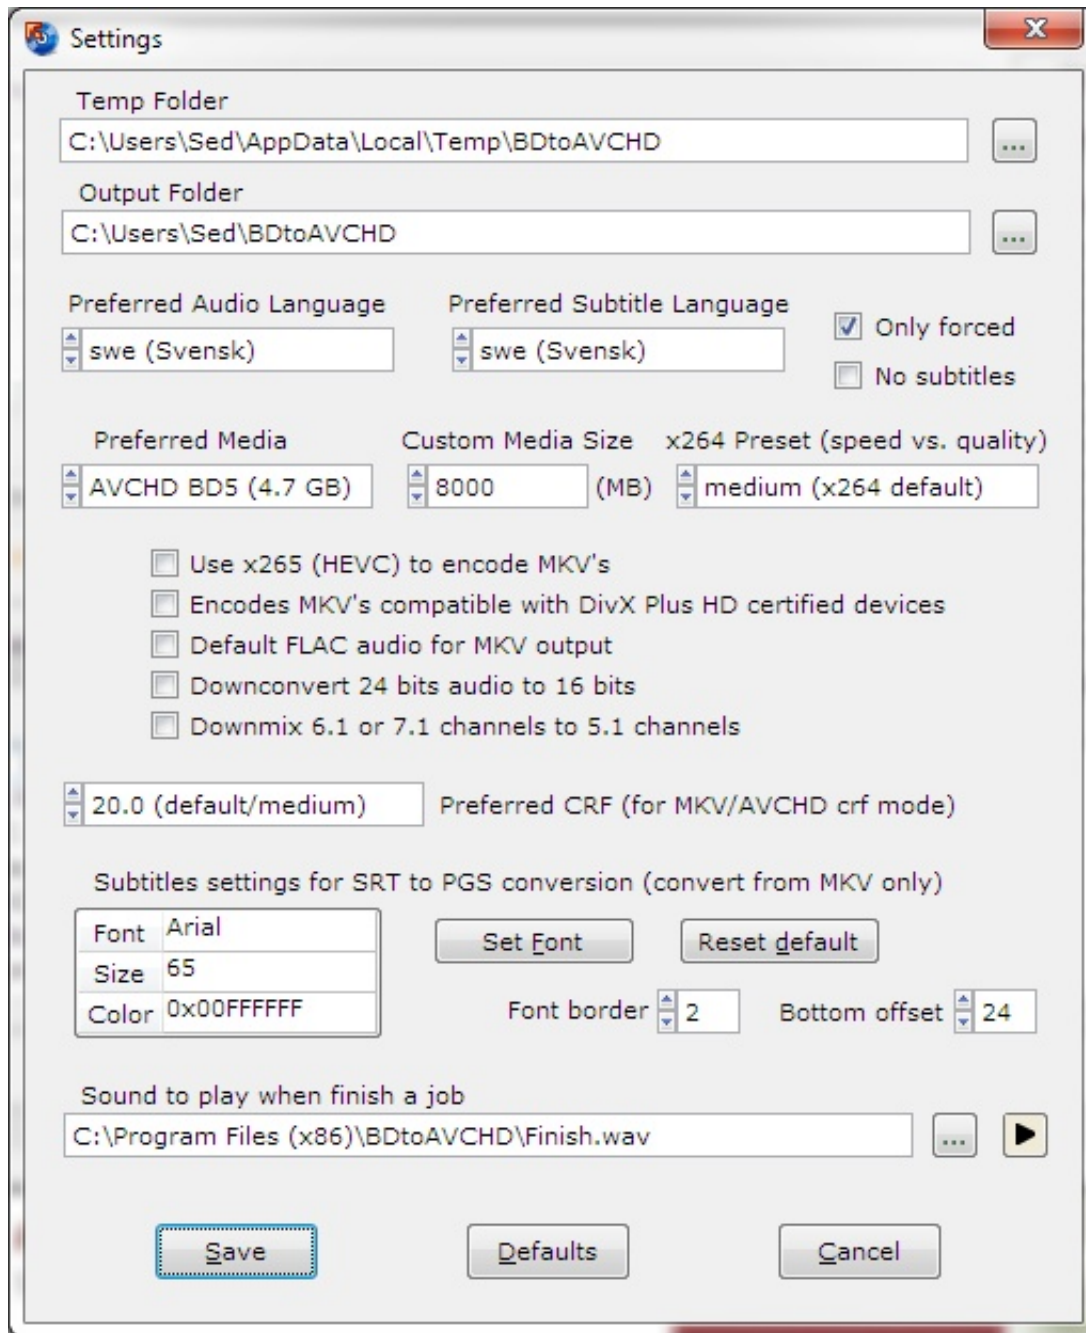 Settings
Temp Folder
C:\Users\Sed\AppData\Local\Temp\BDtoAVCHD
...
Output Folder
C:\Users\Sed\BDtoAVCHD
...
Preferred Audio Language
Preferred Subtitle Language
swe (Svensk)
swe (Svensk)
Only forced
No subtitles
Preferred Media
Custom Media Size
x264 Preset (speed vs. quality)
AVCHD BD5 (4.7 GB)
8000
(MB)
medium (x264 default)
Use x265 (HEVC) to encode MKV's
Encodes MKV's compatible with DivX Plus HD certified devices
Default FLAC audio for MKV output
Downconvert 24 bits audio to 16 bits
Downmix 6.1 or 7.1 channels to 5.1 channels
20.0 (default/medium)
Preferred CRF (for MKV/AVCHD crf mode)
Subtitles settings for SRT to PGS conversion (convert from MKV only)
Font Arial
Size 65
Color 0x00FFFFFF
Set Font
Reset default
Font border 2
Bottom offset 24
Sound to play when finish a job
C:\Program Files (x86)\BDtoAVCHD\Finish.wav
...
Save
Defaults
Cancel